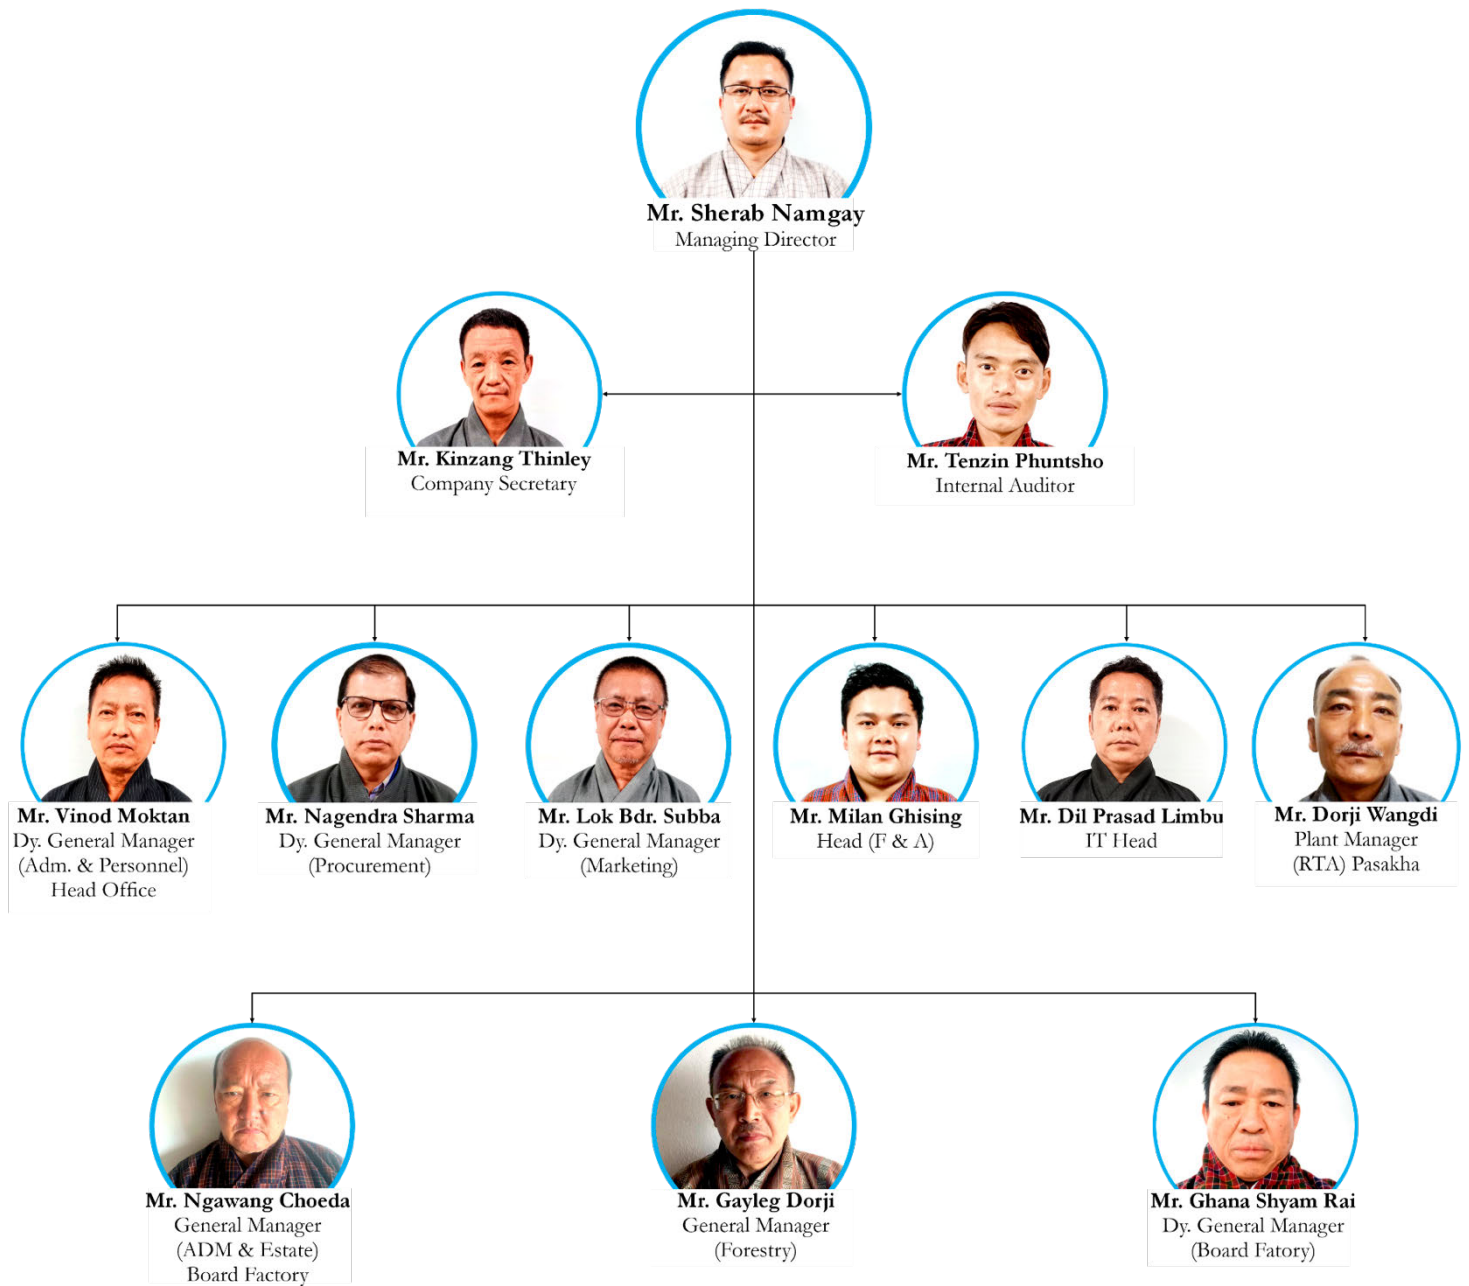 Mr. Sherab Namgay
Managing Director
Mr. Kinzang Thinley
Company Secretary
Mr. Tenzin Phuntsho
Internal Auditor
Mr. Vinod Moktan
Dy. General Manager
(Adm. & Personnel)
Head Office
Mr. Nagendra Sharma
Dy. General Manager
(Procurement)
Mr. Lok Bdr. Subba
Dy. General Manager
(Marketing)
Mr. Milan Ghising
Head (F & A)
Mr. Dil Prasad Limbu
IT Head
Mr. Dorji Wangdi
Plant Manager
(RTA) Pasakha
Mr. Ngawang Choeda
General Manager
(ADM & Estate)
Board Factory
Mr. Gayleg Dorji
General Manager
(Forestry)
Mr. Ghana Shyam Rai
Dy. General Manager
(Board Fatory)